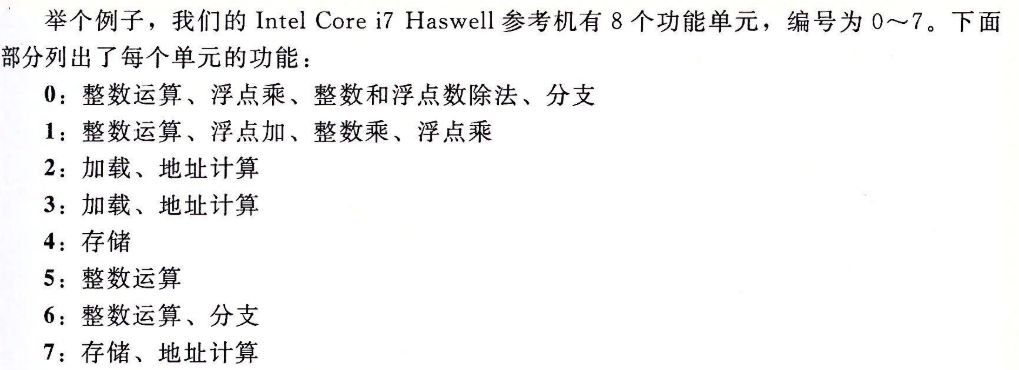 举个例子，我们的 Intel Core i7 Haswell 参考机有 8 个功能单元，编号为 0～7。下面
部分列出了每个单元的功能：
0：整数运算、浮点乘、整数和浮点数除法、分支
1：整数运算、浮点加、整数乘、浮点乘
2：加载、地址计算
3：加载、地址计算
4：存储
5：整数运算
6：整数运算、分支
7：存储、地址计算